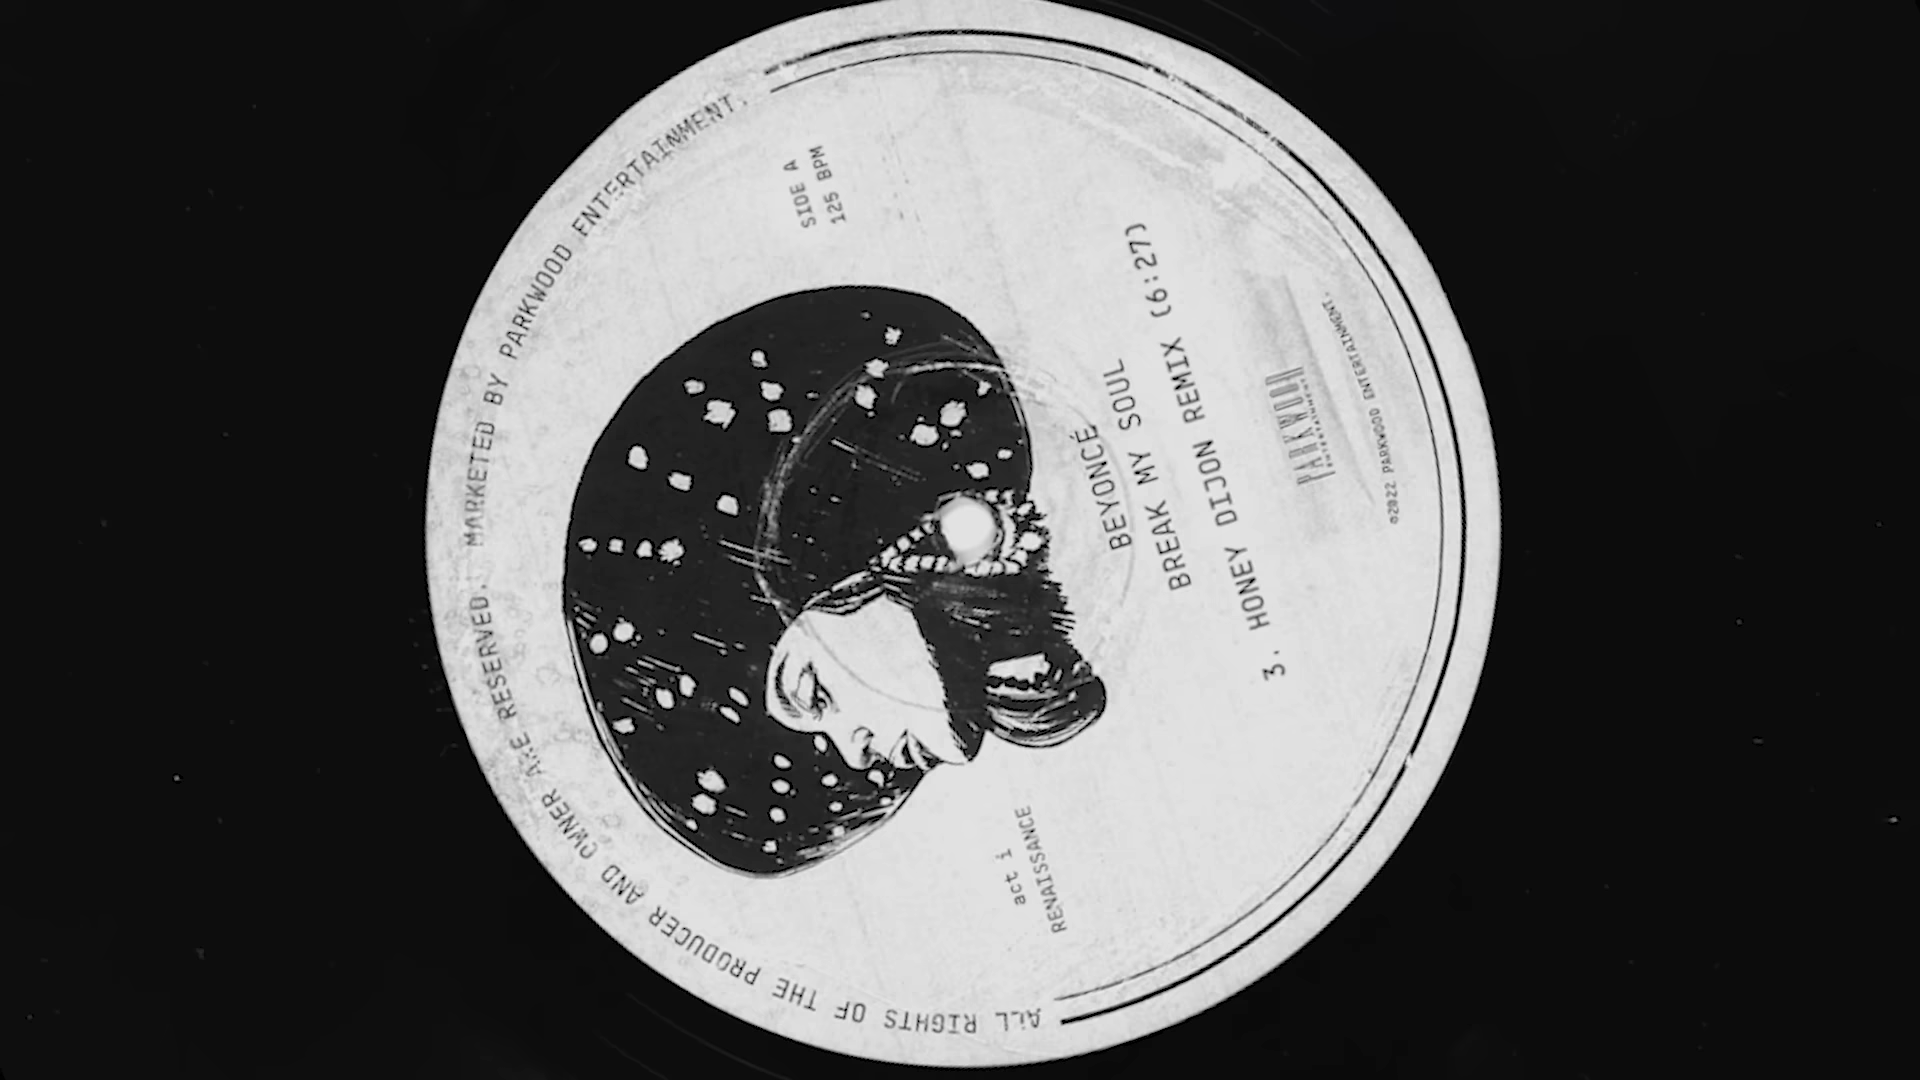 ALL RIGHTS OF THE PRODUCER AND OWNER ARE RESERVED. MARKETED BY PARKWOOD ENTERTAINMENT.
SIDE A
125 BPM
act i
RENAISSANCE
BEYONCÉ
BREAK MY SOUL
3. HONEY DIJON REMIX (6:27)
PARKWOOD
ENTERTAINMENT
©2022 PARKWOOD ENTERTAINMENT.